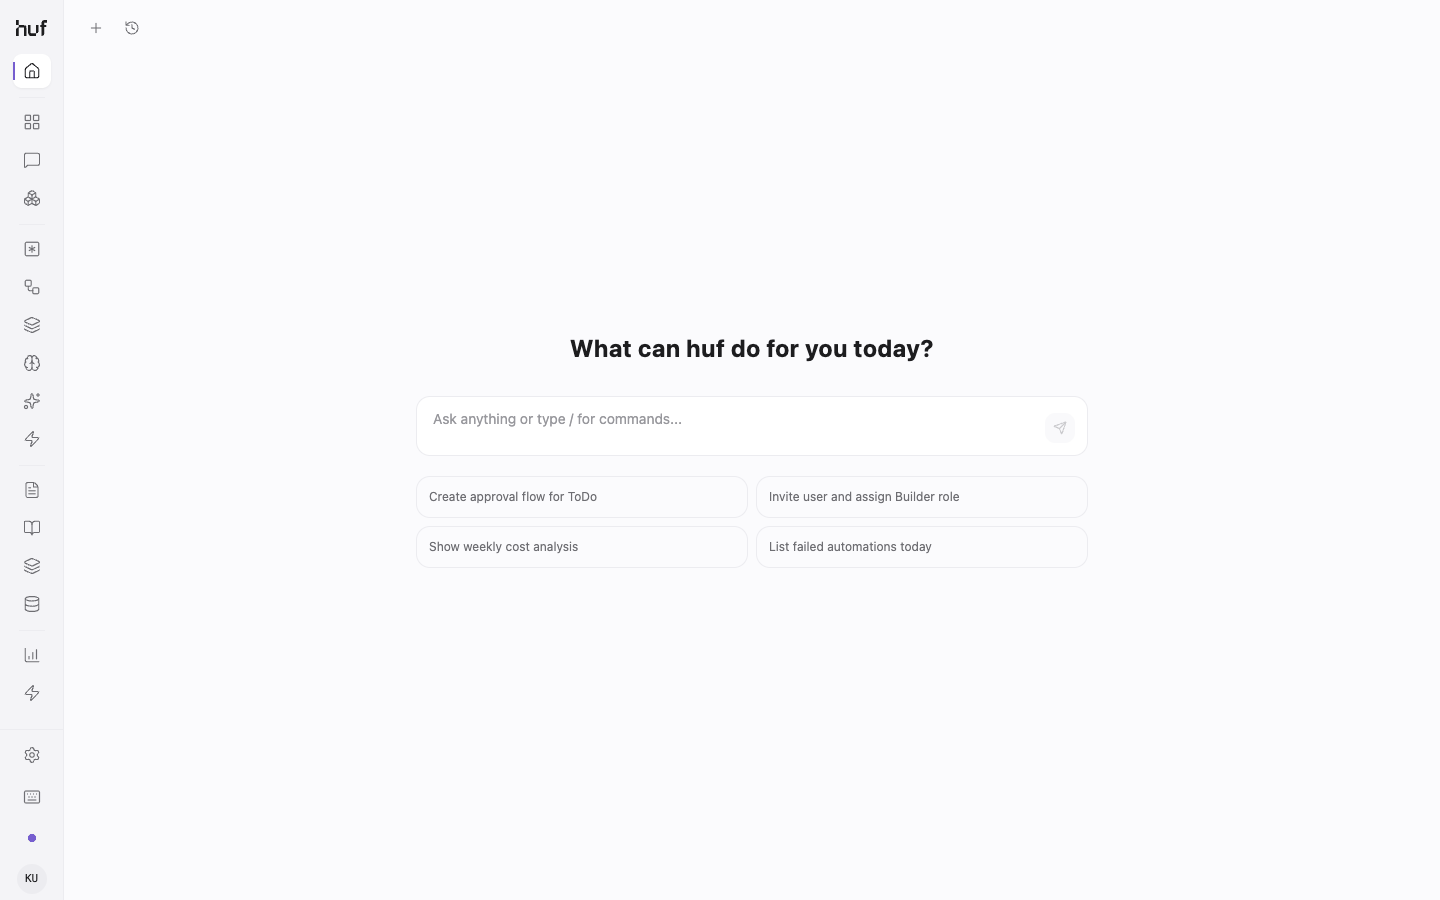 huf
What can huf do for you today?
Ask anything or type / for commands...
Create approval flow for ToDo
Invite user and assign Builder role
Show weekly cost analysis
List failed automations today
KU